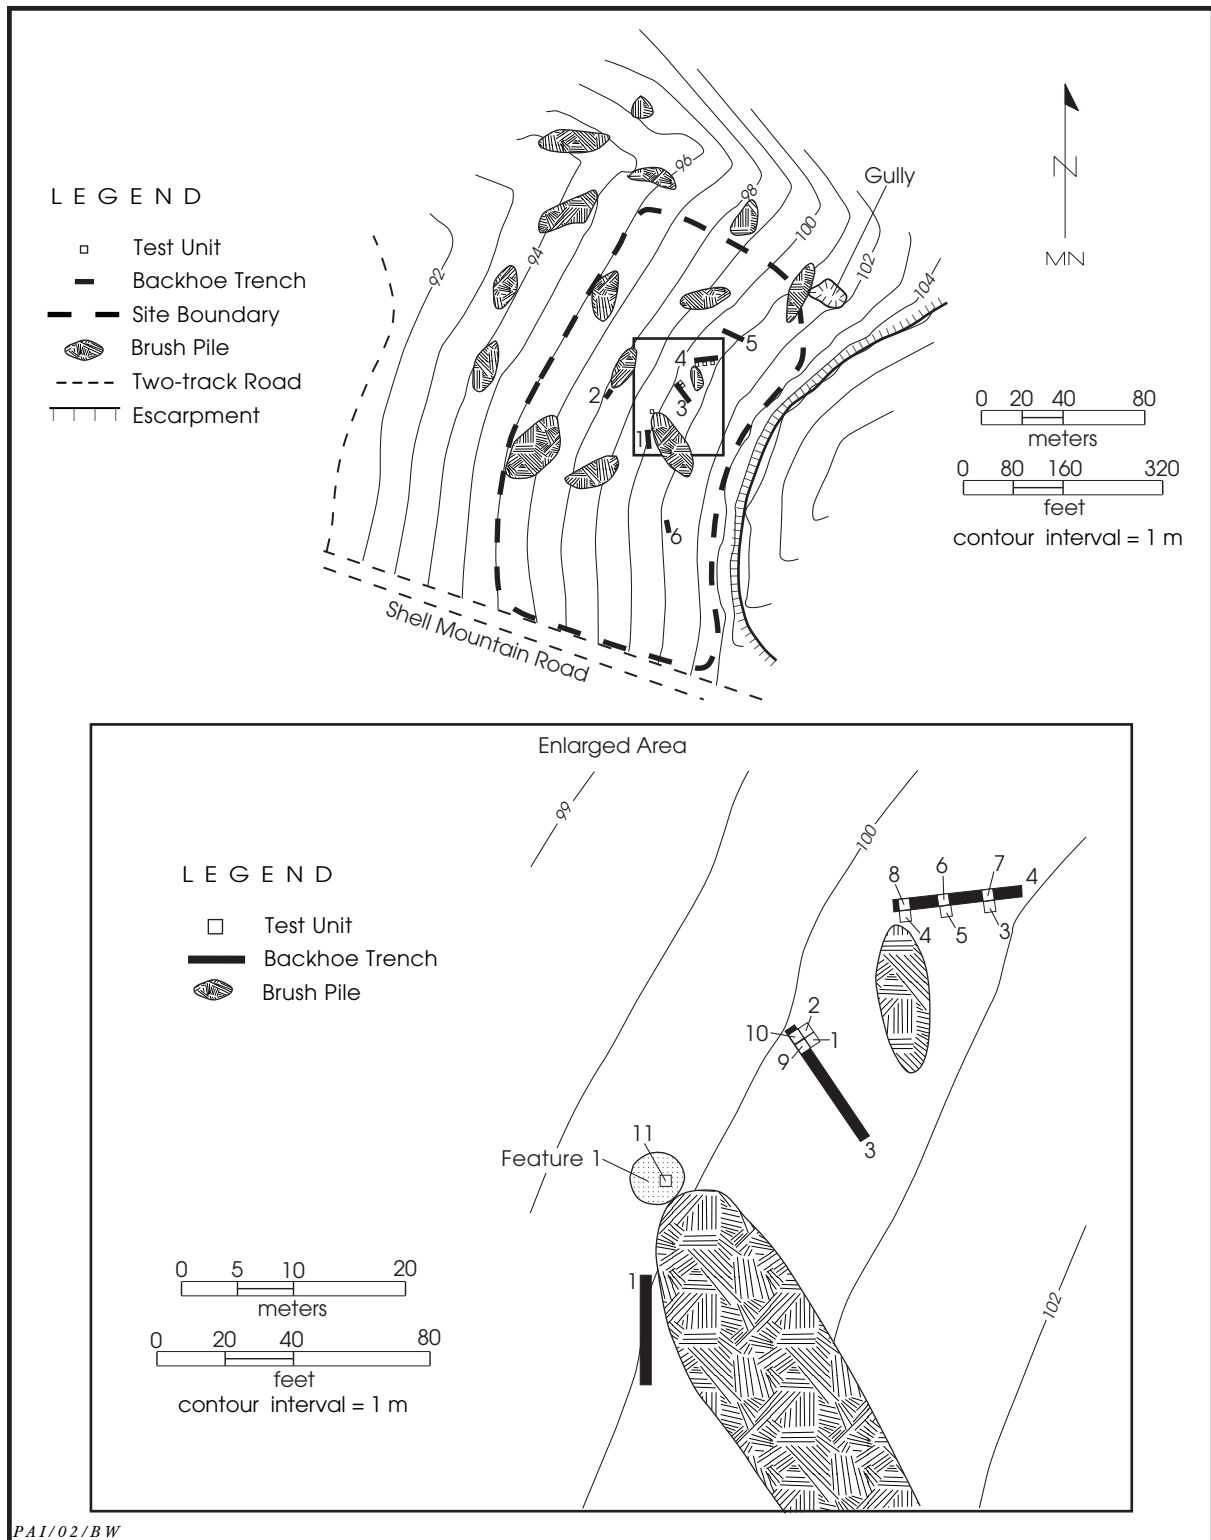 96
98
100
Gully
102
104
92
94
N
MN
LEGEND
Test Unit
Backhoe Trench
Site Boundary
Brush Pile
Two-track Road
Escarpment
5
4
2
3
1
6
0 20 40 80
meters
0 80 160 320
feet
contour interval = 1 m
Shell Mountain Road
Enlarged Area
99
100
LEGEND
Test Unit
Backhoe Trench
Brush Pile
8 6 7 4
4 5 3
10 2
9 1
3
11
Feature 1
1
102
0 5 10 20
meters
0 20 40 80
feet
contour interval = 1 m
PAI/02/BW